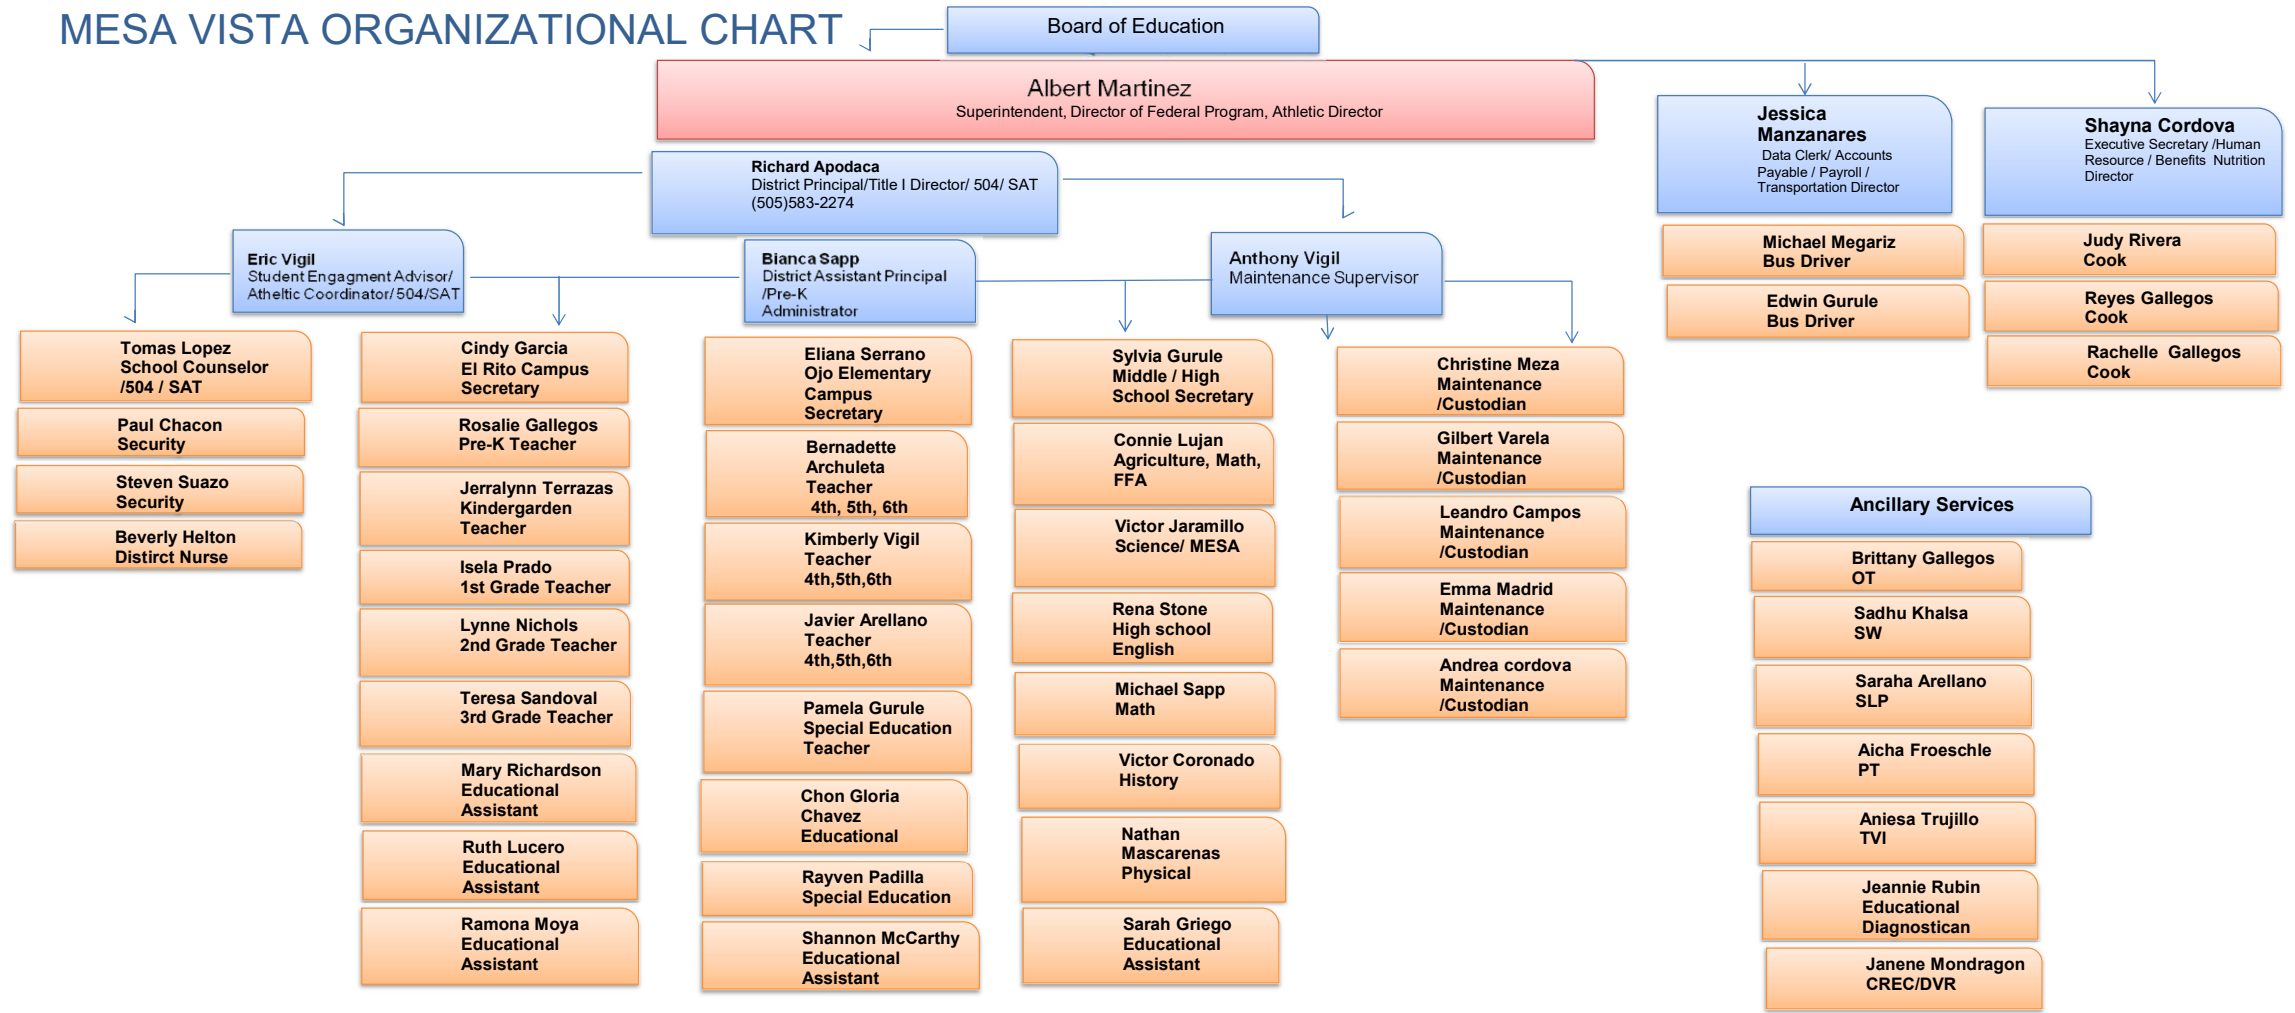 MESA VISTA ORGANIZATIONAL CHART
Board of Education
Albert Martinez
Superintendent, Director of Federal Program, Athletic Director
Jessica
Manzanares
Data Clerk/ Accounts
Payable / Payroll /
Transportation Director
Shayna Cordova
Executive Secretary /Human
Resource / Benefits Nutrition
Director
Richard Apodaca
District Principal/Title I Director/ 504/ SAT
(505)583-2274
Eric Vigil
Student Engagment Advisor/
Atheltic Coordinator/ 504/SAT
Bianca Sapp
District Assistant Principal
/Pre-K
Administrator
Anthony Vigil
Maintenance Supervisor
Michael Megariz
Bus Driver
Edwin Gurule
Bus Driver
Judy Rivera
Cook
Reyes Gallegos
Cook
Rachelle Gallegos
Cook
Tomas Lopez
School Counselor
/504 / SAT
Paul Chacon
Security
Steven Suazo
Security
Beverly Helton
Distirct Nurse
Cindy Garcia
El Rito Campus
Secretary
Rosalie Gallegos
Pre-K Teacher
Jerralynn Terrazas
Kindergarden
Teacher
Isela Prado
1st Grade Teacher
Lynne Nichols
2nd Grade Teacher
Teresa Sandoval
3rd Grade Teacher
Mary Richardson
Educational
Assistant
Ruth Lucero
Educational
Assistant
Ramona Moya
Educational
Assistant
Eliana Serrano
Ojo Elementary
Campus
Secretary
Bernadette
Archuleta
Teacher
4th, 5th, 6th
Kimberly Vigil
Teacher
4th,5th,6th
Javier Arellano
Teacher
4th,5th,6th
Pamela Gurule
Special Education
Teacher
Chon Gloria
Chavez
Educational
Rayven Padilla
Special Education
Shannon McCarthy
Educational
Assistant
Sylvia Gurule
Middle / High
School Secretary
Connie Lujan
Agriculture, Math,
FFA
Victor Jaramillo
Science/ MESA
Rena Stone
High school
English
Michael Sapp
Math
Victor Coronado
History
Nathan
Mascarenas
Physical
Sarah Griego
Educational
Assistant
Christine Meza
Maintenance
/Custodian
Gilbert Varela
Maintenance
/Custodian
Leandro Campos
Maintenance
/Custodian
Emma Madrid
Maintenance
/Custodian
Andrea cordova
Maintenance
/Custodian
Ancillary Services
Brittany Gallegos
OT
Sadhu Khalsa
SW
Saraha Arellano
SLP
Aicha Froeschle
PT
Aniesa Trujillo
TVI
Jeannie Rubin
Educational
Diagnostican
Janene Mondragon
CREC/DVR